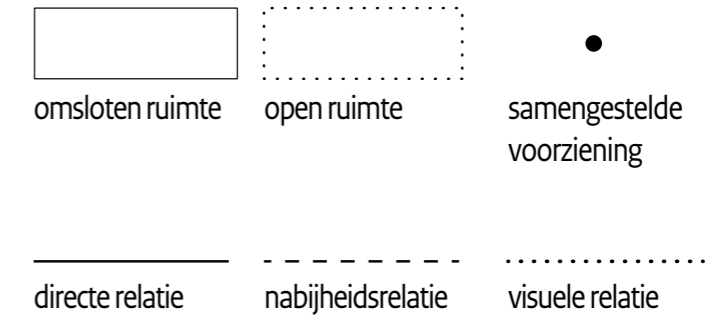 omsloten ruimte
open ruimte
samengestelde
voorziening
directe relatie
nabijheidsrelatie
visuele relatie